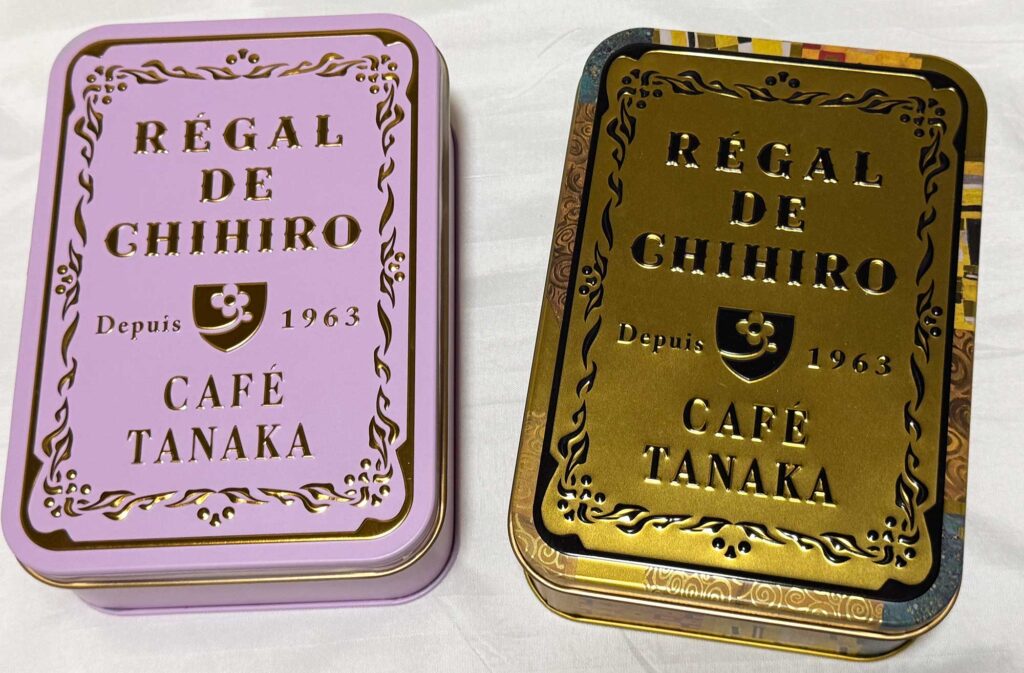 RÉGAL
DE
CHIHIRO
Depuis 1963
CAFÉ
TANAKA
RÉGAL
DE
CHIHIRO
Depuis 1963
CAFÉ
TANAKA